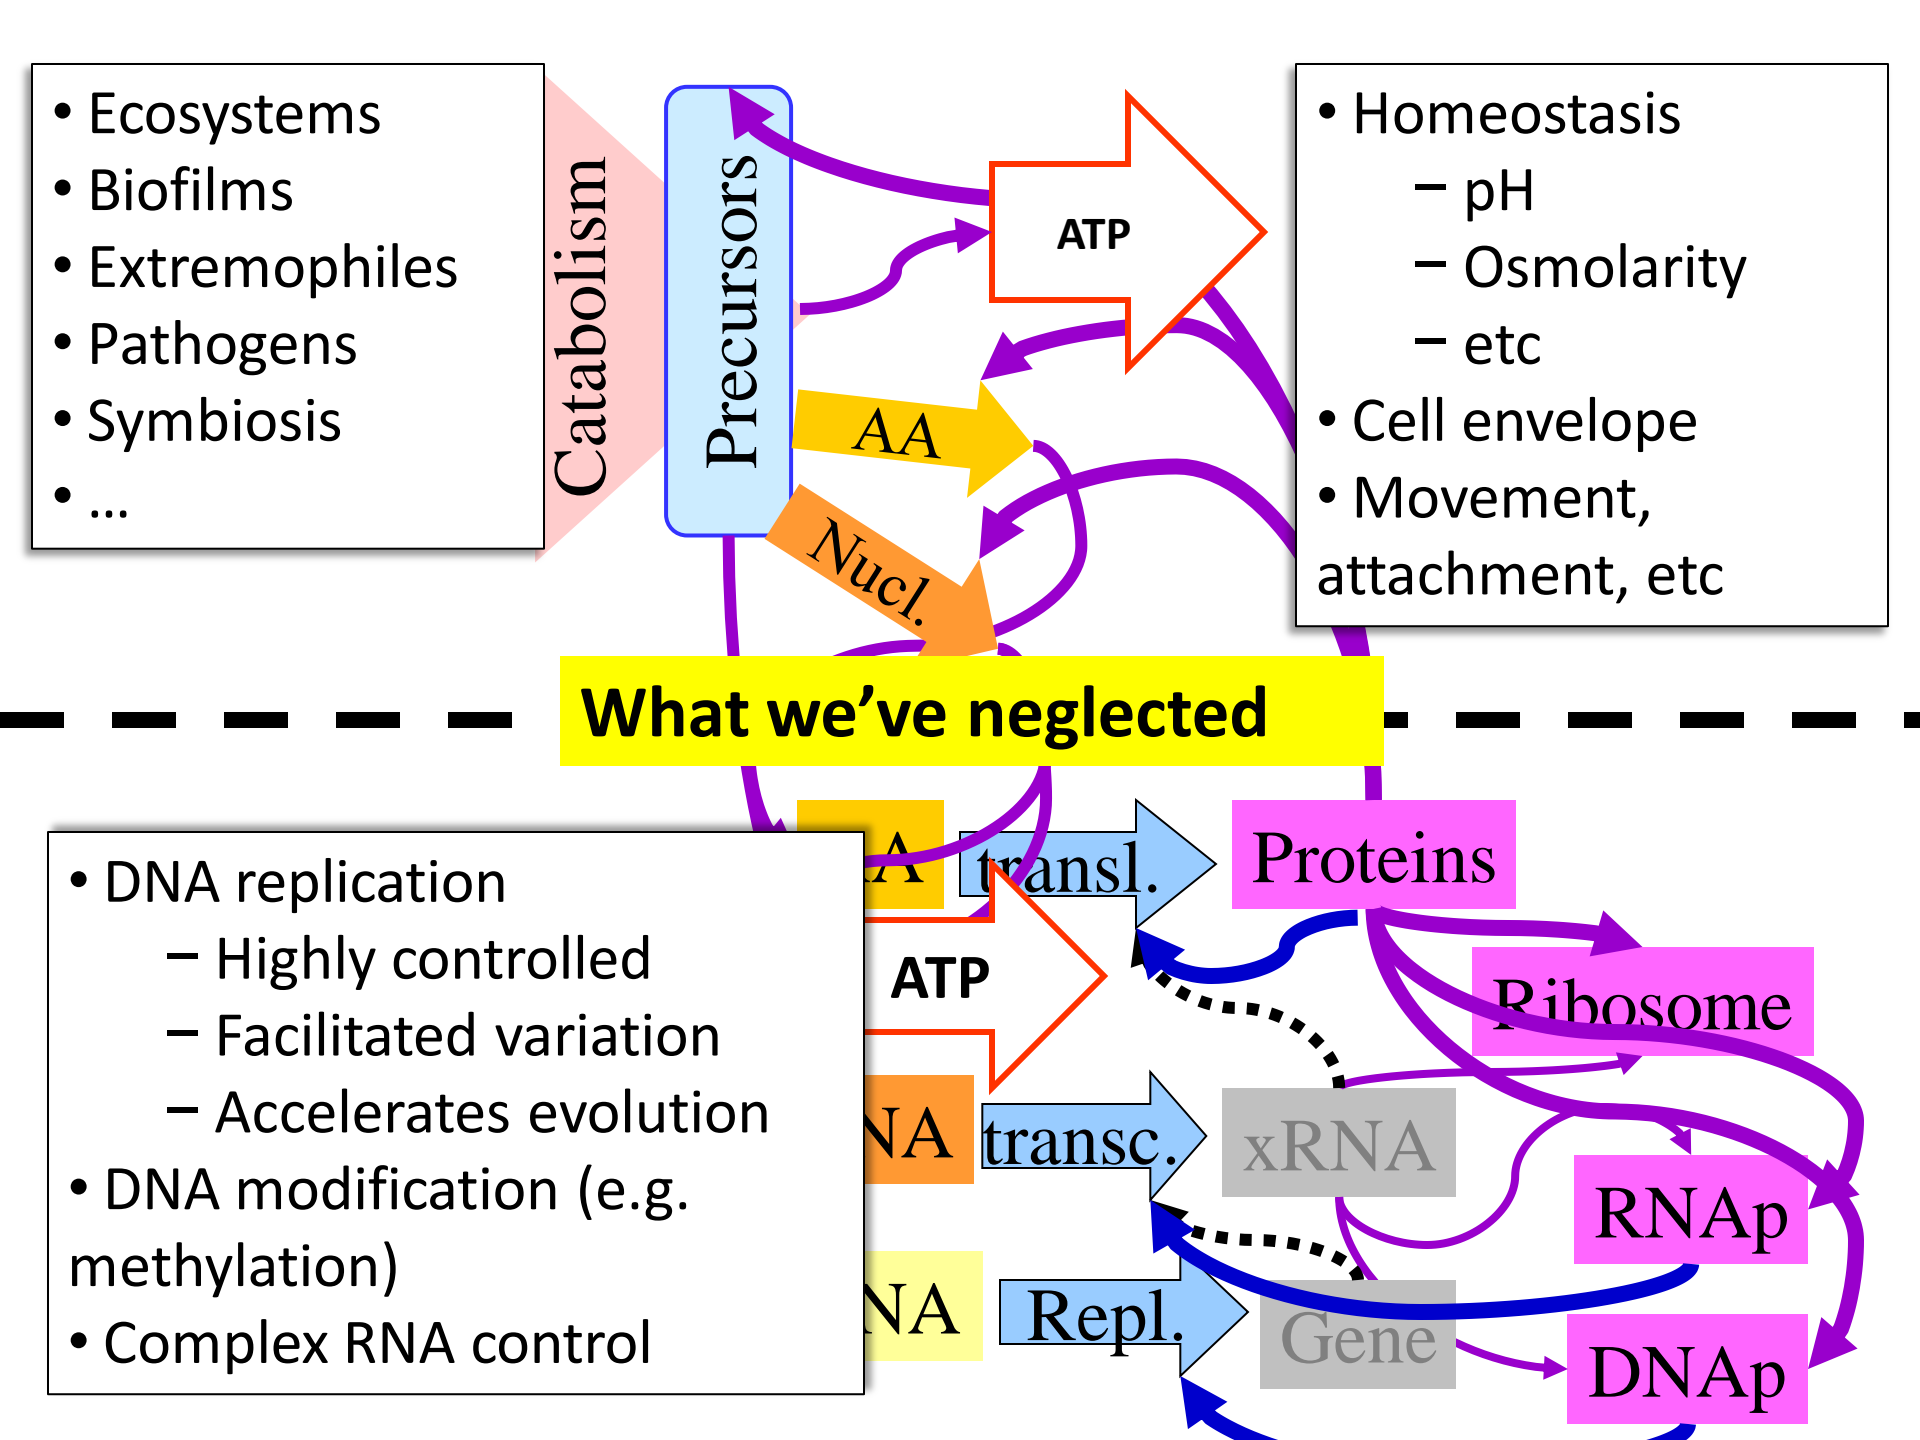 • Ecosystems
• Biofilms
• Extremophiles
• Pathogens
• Symbiosis
• ...
Catabolism
Precursors
ATP
AA
Nucl.
• Homeostasis
– pH
– Osmolarity
– etc
• Cell envelope
• Movement,
attachment, etc
What we’ve neglected
• DNA replication
– Highly controlled
– Facilitated variation
– Accelerates evolution
• DNA modification (e.g.
methylation)
• Complex RNA control
A
transl.
Proteins
ATP
Ribosome
NA
transc.
xRNA
RNAp
NA
Repl.
Gene
DNAp